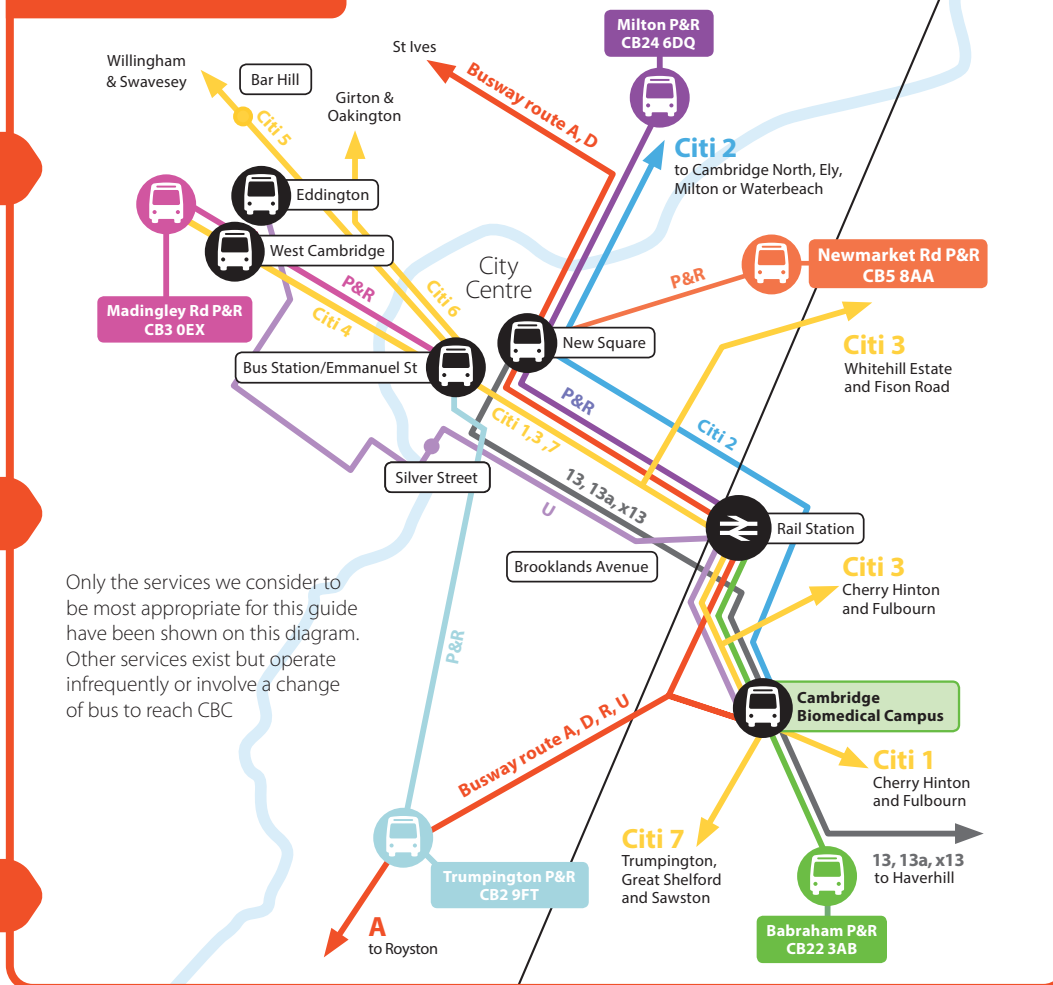 Milton P&R
CB24 6DQ
St Ives
Willingham
& Swavesey
Bar Hill
Girton &
Oakington
Busway route A, D
Citi 5
Citi 2
to Cambridge North, Ely,
Milton or Waterbeach
Eddington
West Cambridge
City
Centre
P&R
Newmarket Rd P&R
CB5 8AA
Madingley Rd P&R
CB3 0EX
P&R
Citi 6
Citi 4
Bus Station/Emmanuel St
New Square
Citi 3
Whitehill Estate
and Fison Road
P&R
Citi 1,3 ,7
Citi 2
Silver Street
13, 13a, x13
U
Rail Station
Brooklands Avenue
Citi 3
Cherry Hinton
and Fulbourn
Only the services we consider to
be most appropriate for this guide
have been shown on this diagram.
Other services exist but operate
infrequently or involve a change
of bus to reach CBC
P&R
Cambridge
Biomedical Campus
Busway route A, D, R, U
Citi 1
Cherry Hinton
and Fulbourn
Citi 7
Trumpington,
Great Shelford
and Sawston
13, 13a, x13
to Haverhill
Trumpington P&R
CB2 9FT
A
to Royston
Babraham P&R
CB22 3AB